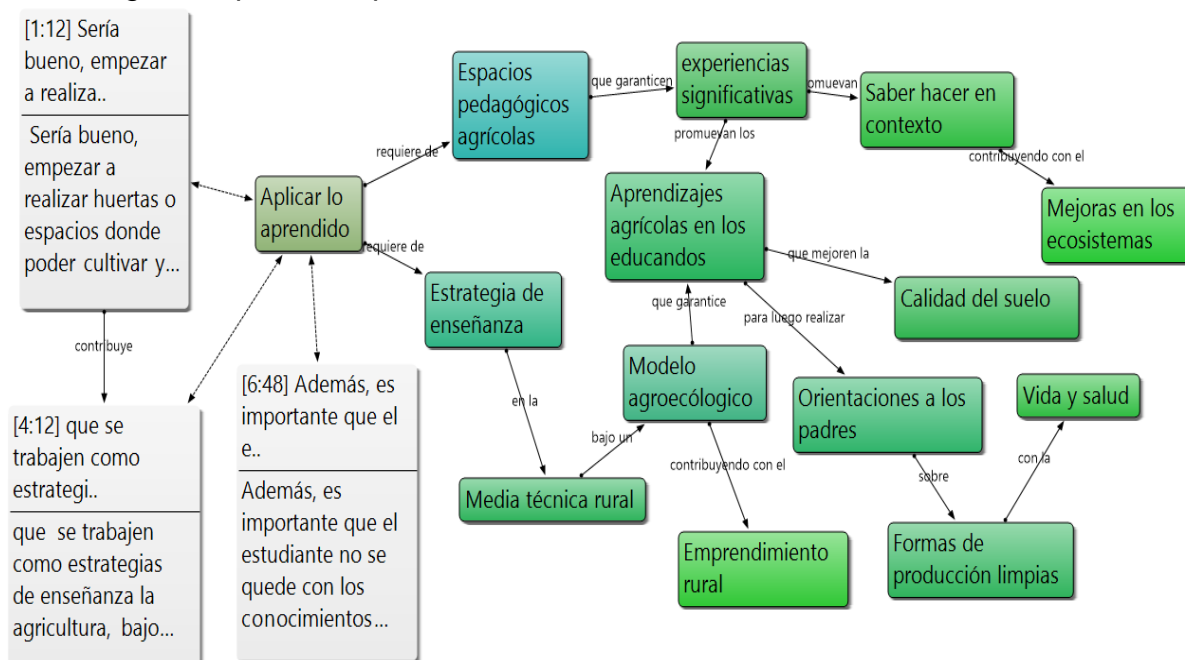 [1:12] Sería
bueno, empezar
a realiza..
Sería bueno,
empezar a
realizar huertas o
espacios donde
poder cultivar y...
contribuye
[4:12] que se
trabajen como
estrategi..
que se trabajen
como estrategias
de enseñanza la
agricultura, bajo...
[6:48] Además, es
importante que el
e..
Además, es
importante que el
estudiante no se
quede con los
conocimientos...
Aplicar lo
aprendido
requiere de
Espacios
pedagógicos
agrícolas
que garanticen
experiencias
significativas
omuevan
Saber hacer en
contexto
contribuyendo con el
Mejoras en los
ecosistemas
promuevan los
Aprendizajes
agrícolas en los
educandos
que mejoren la
Calidad del suelo
para luego realizar
Orientaciones a los
padres
sobre
Formas de
producción limpias
con la
Vida y salud
requiere de
Estrategia de
enseñanza
en la
Media técnica rural
bajo un
Modelo
agroecólogico
que garantice
contribuyendo con el
Emprendimiento
rural